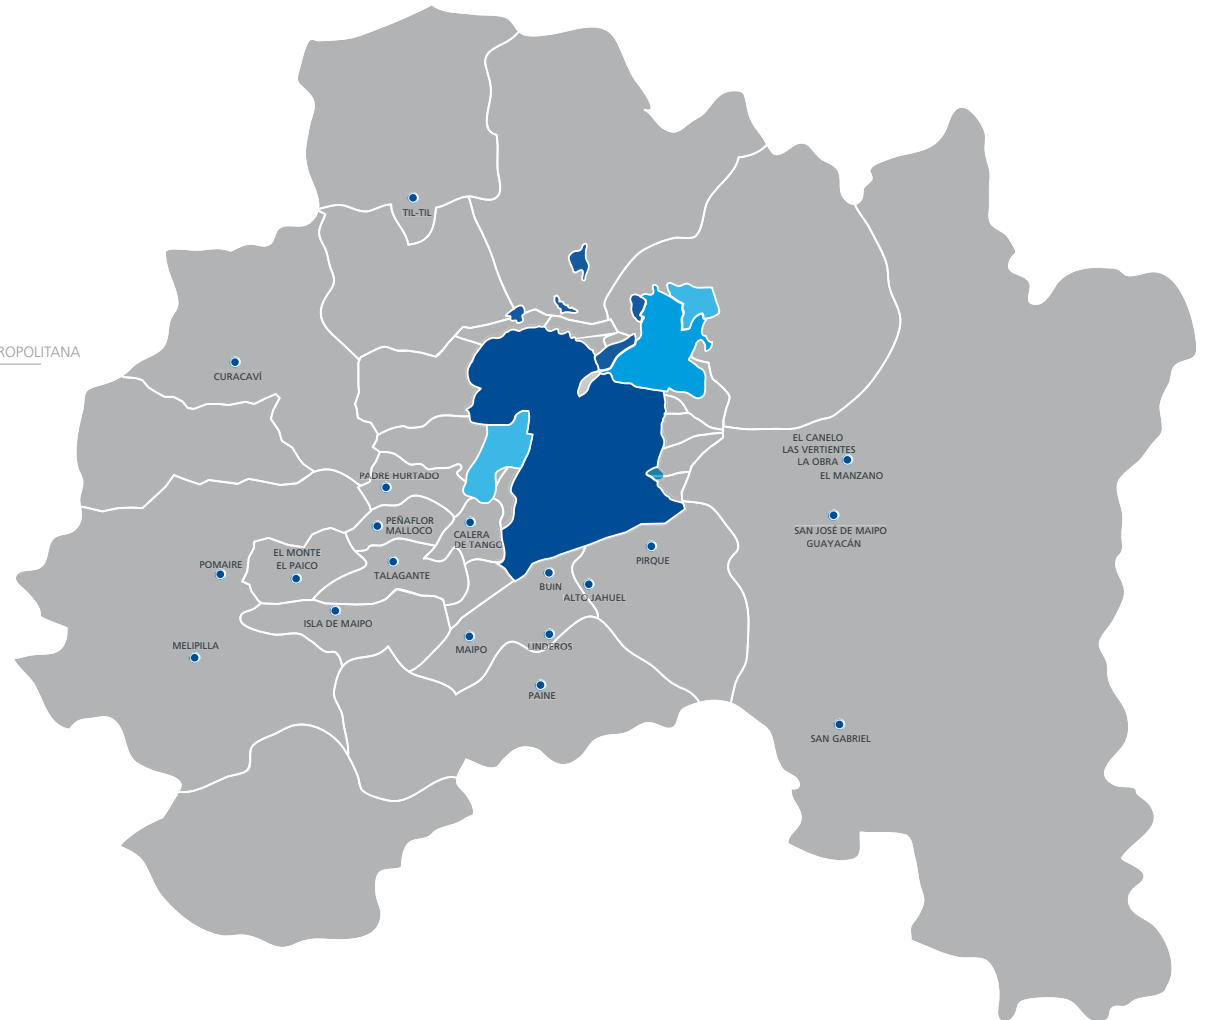 TIL-TIL
ROPOLITANA
CURACAVÍ
EL CANELO
LAS VERTIENTES
LA OBRA
EL MANZANO
PADRE HURTADO
PEÑAFLOR
MALLOCO
CALERA
DE TANGO
SAN JOSÉ DE MAIPO
GUAYACÁN
EL MONTE
EL PAICO
POMAIRE
TALAGANTE
PIRQUE
BUIN
ALTO JAHUEL
ISLA DE MAIPO
MELIPILLA
MAIPO
LINDEROS
PAINE
SAN GABRIEL